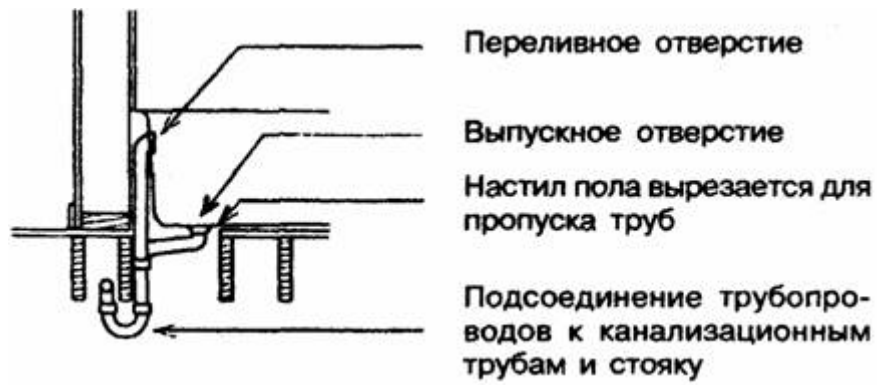 Переливное отверстие
Выпускное отверстие
Настил пола вырезается для
пропуска труб
Подсоединение трубопро-
водов к канализационным
трубам и стояку